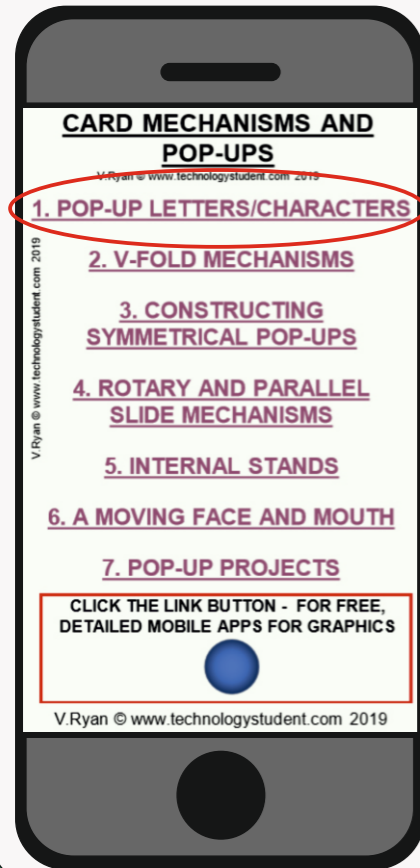 CARD MECHANISMS AND
POP-UPS
V.Ryan © www.technologystudent.com 2019
1. POP-UP LETTERS/CHARACTERS
V.Ryan © www.technologystudent.com 2019
2. V-FOLD MECHANISMS
3. CONSTRUCTING
SYMMETRICAL POP-UPS
4. ROTARY AND PARALLEL
SLIDE MECHANISMS
5. INTERNAL STANDS
6. A MOVING FACE AND MOUTH
7. POP-UP PROJECTS
CLICK THE LINK BUTTON - FOR FREE,
DETAILED MOBILE APPS FOR GRAPHICS
V.Ryan © www.technologystudent.com 2019